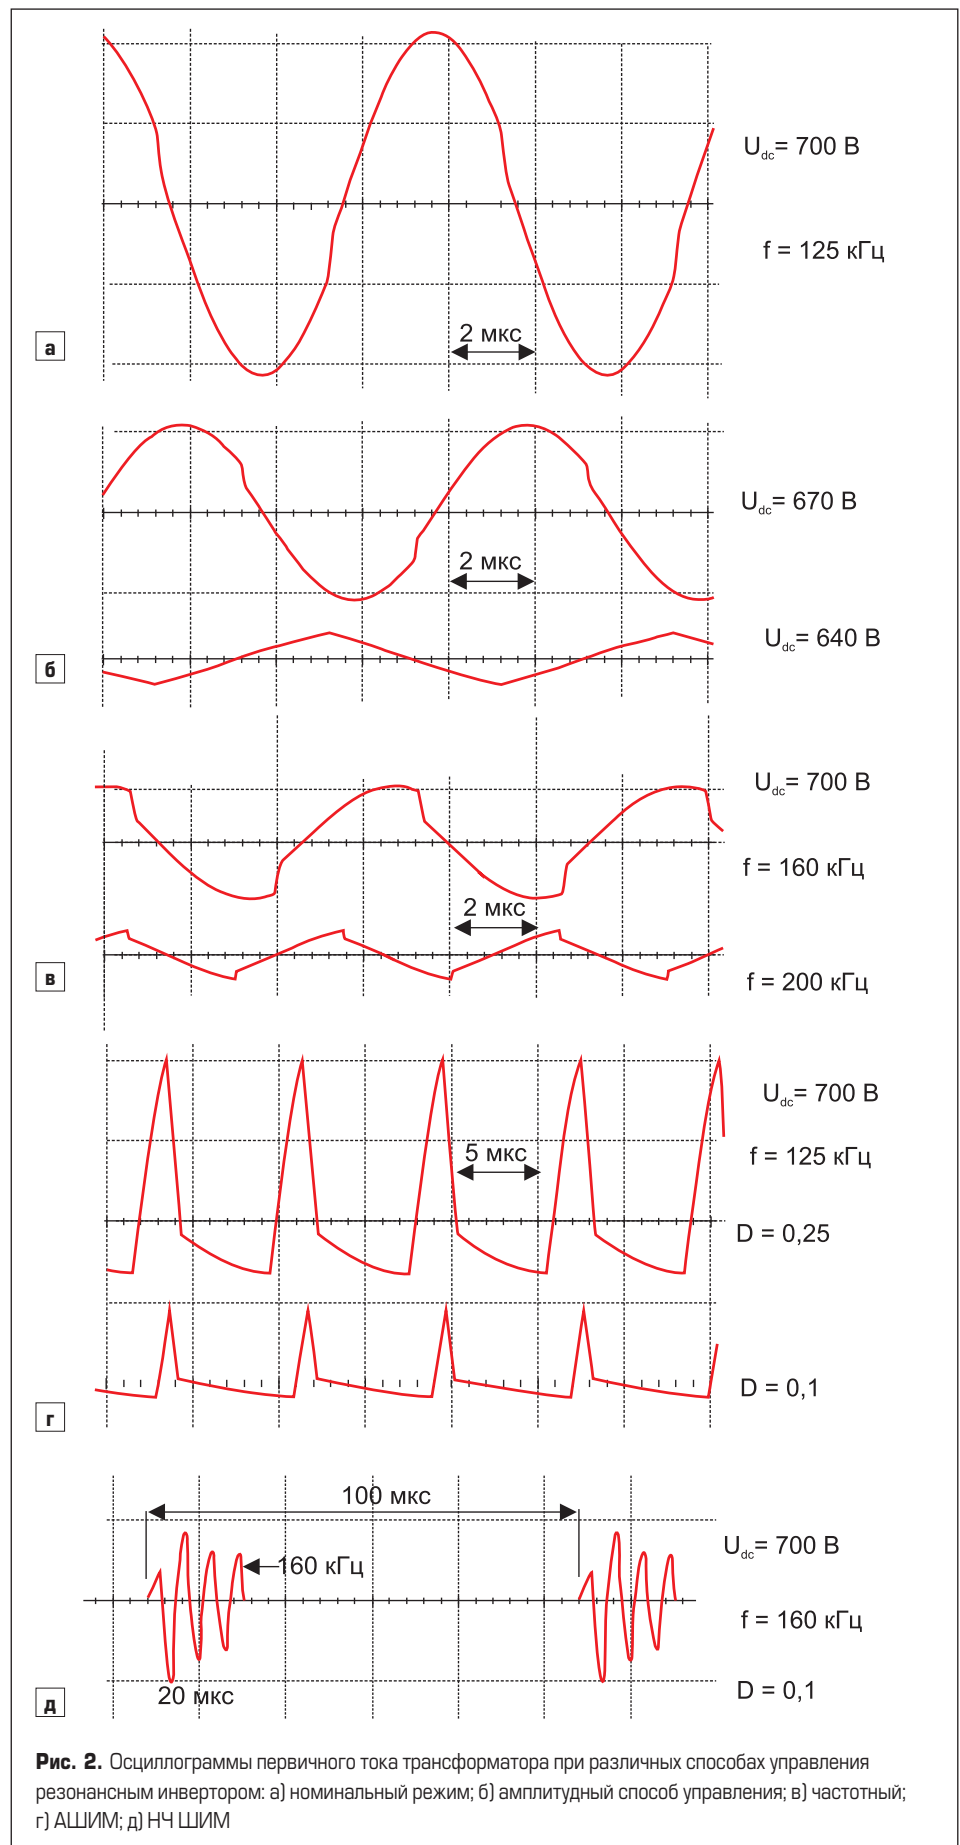 U_dc= 700 В
f = 125 кГц
2 мкс
а
U_dc= 670 В
2 мкс
U_dc= 640 В
б
U_dc= 700 В
f = 160 кГц
2 мкс
f = 200 кГц
в
U_dc= 700 В
5 мкс
f = 125 кГц
D = 0,25
D = 0,1
г
100 мкс
U_dc= 700 В
160 кГц
f = 160 кГц
20 мкс
D = 0,1
д
Рис. 2. Осциллограммы первичного тока трансформатора при различных способах управления
резонансным инвертором: а) номинальный режим; б) амплитудный способ управления; в) частотный;
г) АШИМ; д) НЧ ШИМ